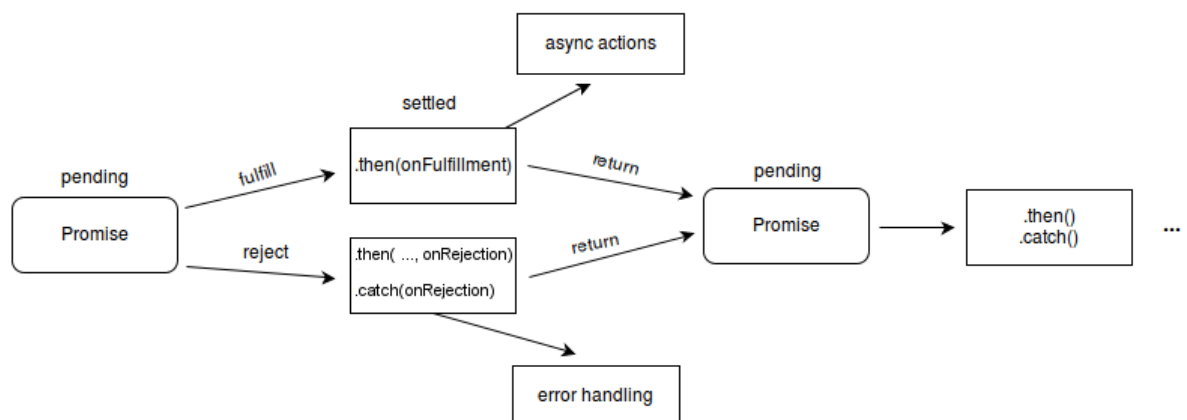 async actions
settled
.then(onFulfillment)
pending
fulfill
Promise
reject
.then( ..., onRejection)
.catch(onRejection)
return
return
pending
Promise
.then()
.catch()
...
error handling